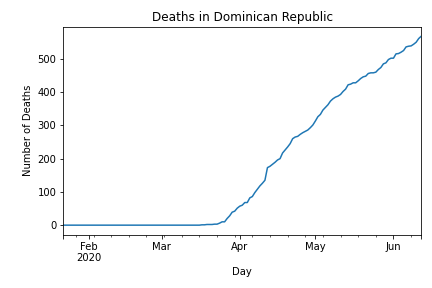 Deaths in Dominican Republic
Number of Deaths
500
400
300
200
100
0
Feb
2020
Mar
Apr
May
Jun
Day